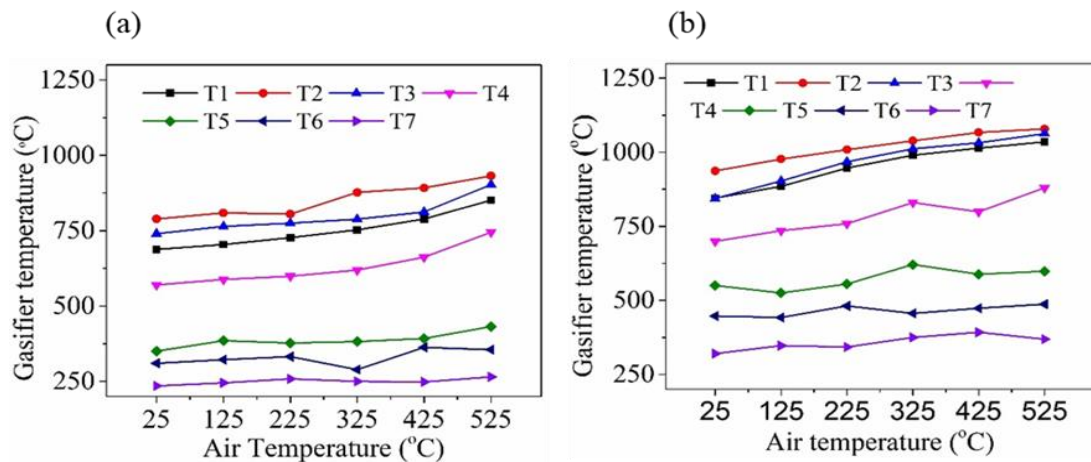 (a)
(b)
1250
1000
750
500
250
T1 T2 T3 T4
T5 T6 T7
Gasifier temperature (°C)
25 125 225 325 425 525
Air Temperature (°C)
1250
1000
750
500
250
T1 T2 T3
T4 T5 T6 T7
Gasifier temperature (°C)
25 125 225 325 425 525
Air temperature (°C)